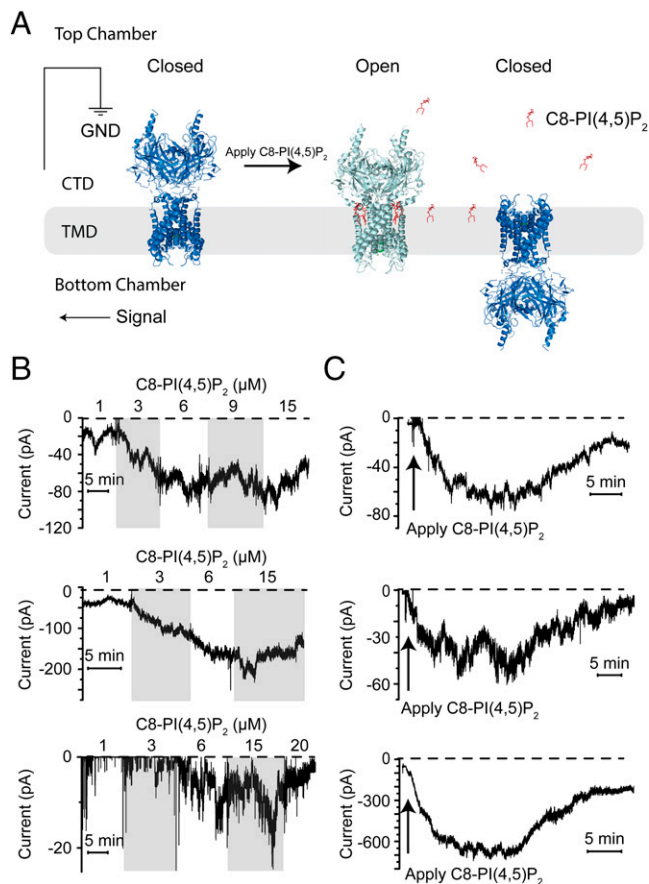 A
Top Chamber
Closed
Open
Closed
GND
Apply C8-PI(4,5)P2
C8-PI(4,5)P2
CTD
TMD
Bottom Chamber
Signal
B
C8-PI(4,5)P2 (µM)
1 3 6 9 15
0
-40
-80
-120
Current (pA)
5 min
C8-PI(4,5)P2 (µM)
1 3 6 15
0
-100
-200
Current (pA)
5 min
C8-PI(4,5)P2 (µM)
1 3 6 15 20
0
-20
Current (pA)
5 min
C
0
-40
-80
Current (pA)
5 min
Apply C8-PI(4,5)P2
0
-30
-60
Current (pA)
5 min
Apply C8-PI(4,5)P2
0
-300
-600
Current (pA)
5 min
Apply C8-PI(4,5)P2